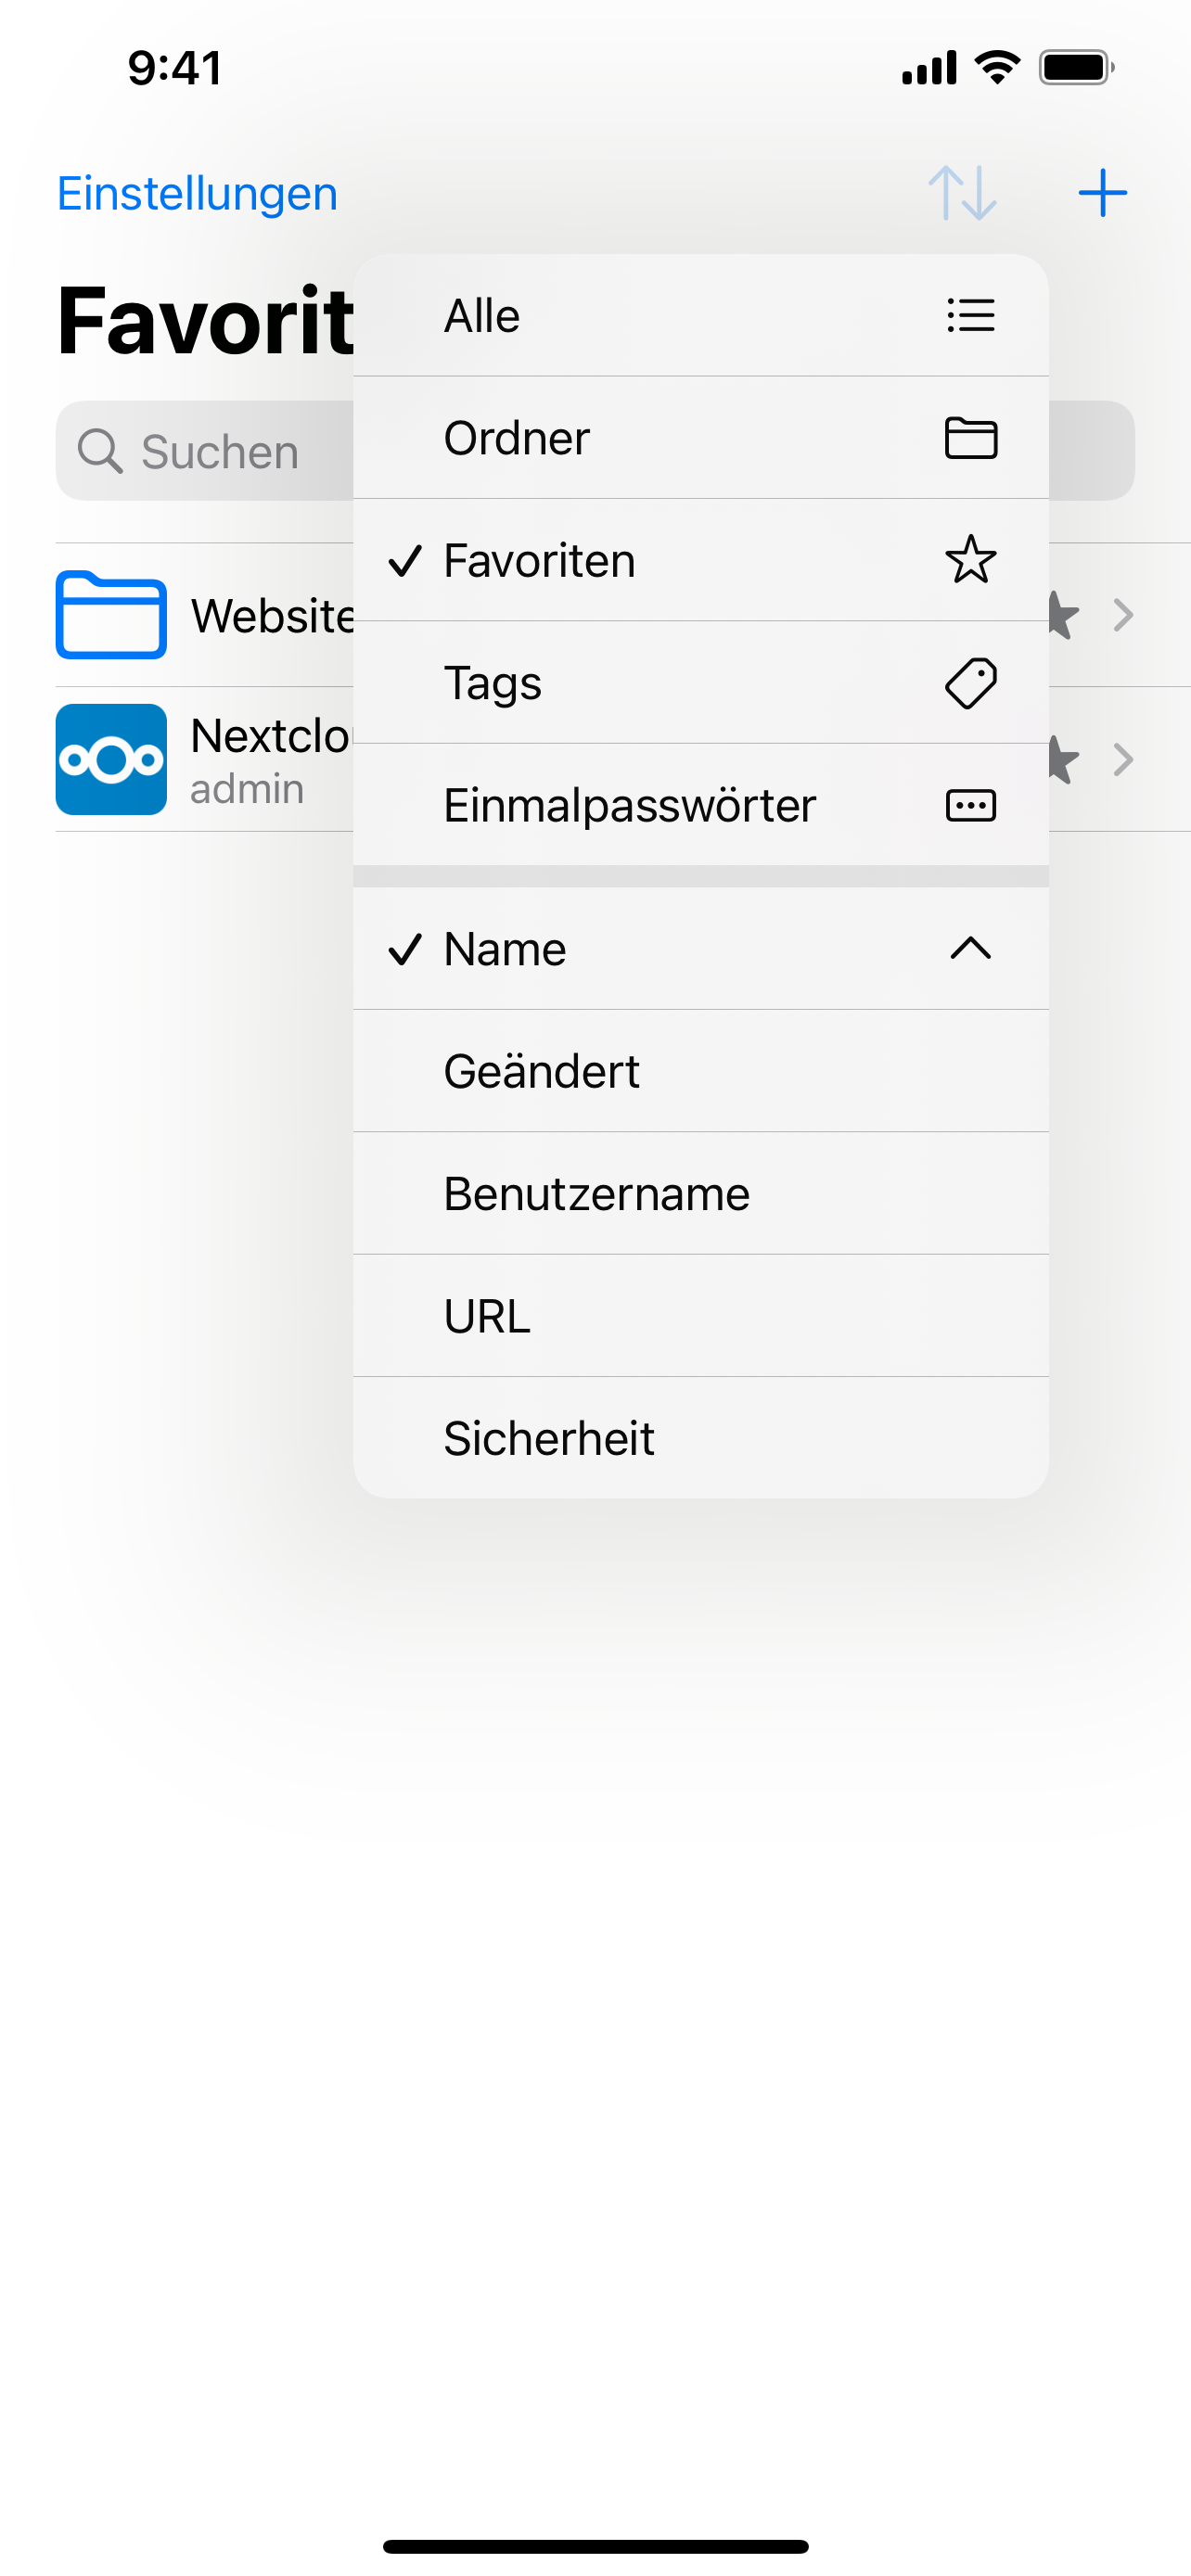 9:41
Einstellungen
Favorit
Suchen
Website
Nextclo
admin
Alle
Ordner
Favoriten
Tags
Einmalpasswörter
Name
Geändert
Benutzername
URL
Sicherheit